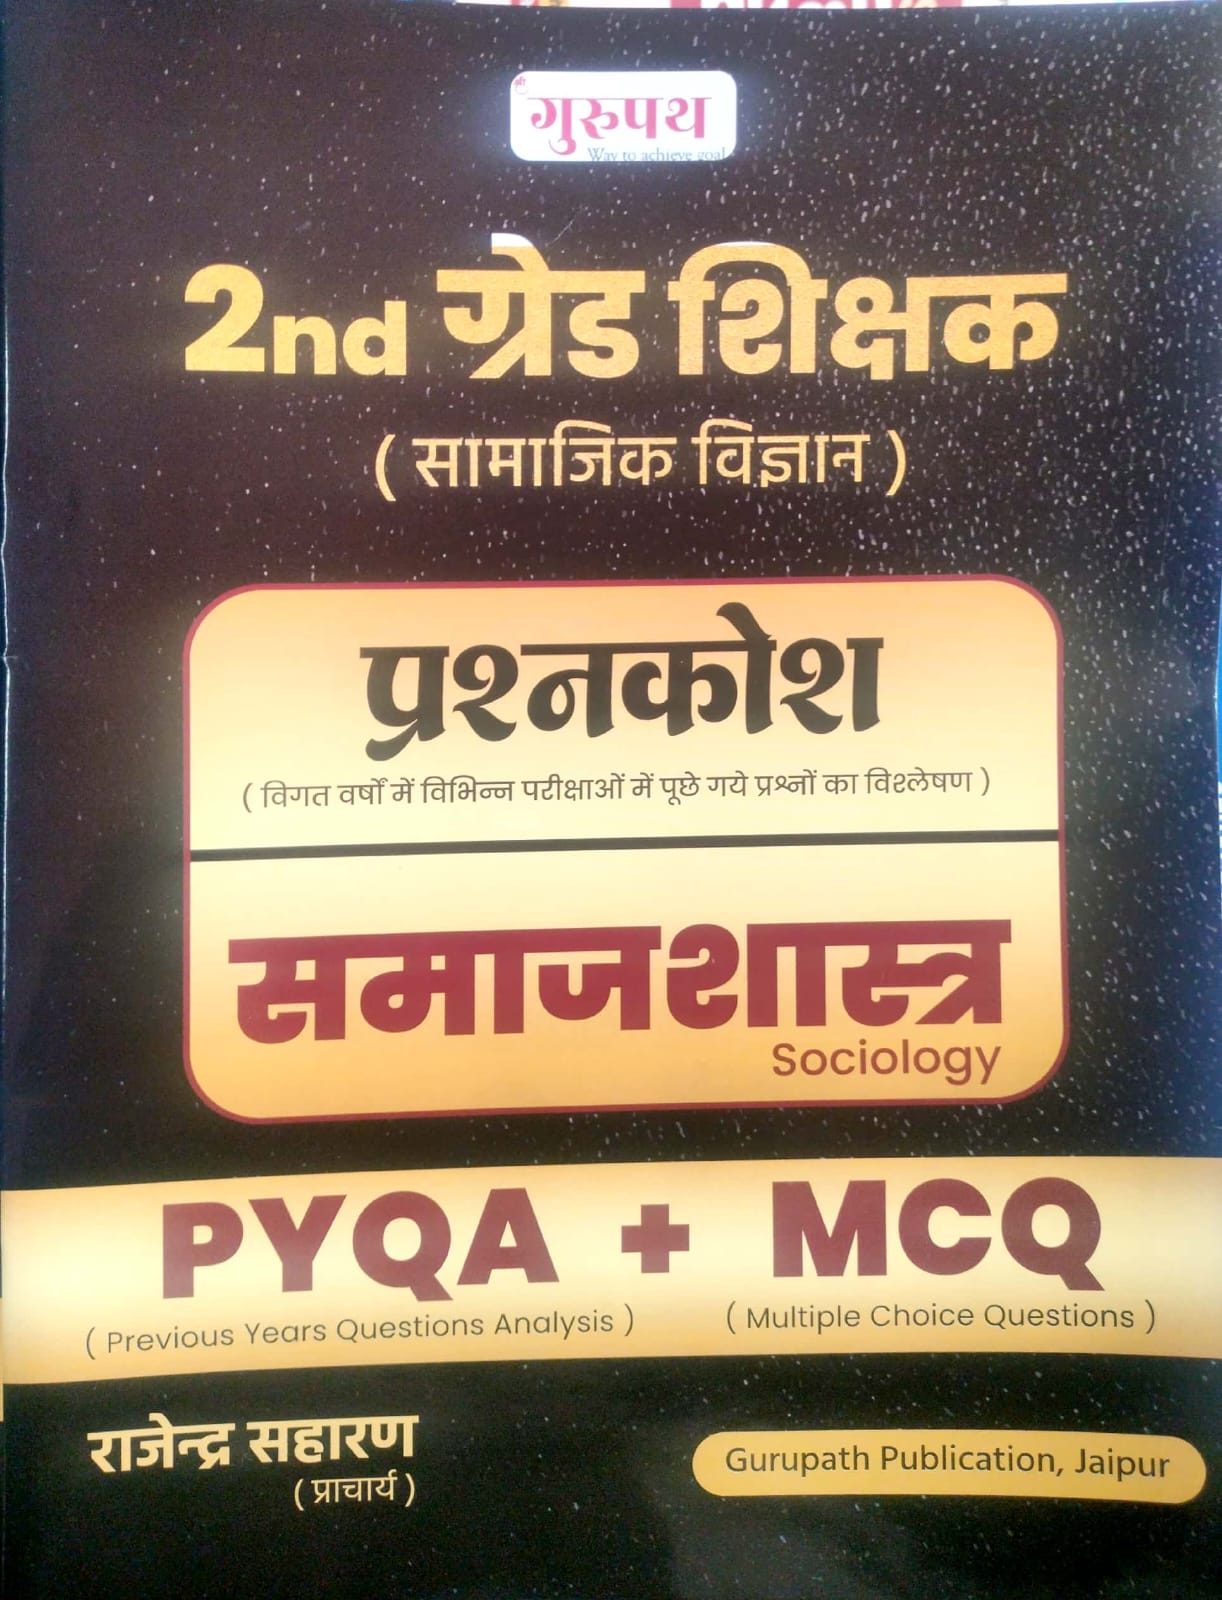 श्री
गुरुपथ
Way to achieve goal
2nd ग्रेड शिक्षक
( सामाजिक विज्ञान )
प्रश्नकोश
( विगत वर्षों में विभिन्न परीक्षाओं में पूछे गये प्रश्नों का विश्लेषण )
समाजशास्त्र
Sociology
PYQA + MCQ
( Previous Years Questions Analysis ) ( Multiple Choice Questions )
राजेन्द्र सहारण
( प्राचार्य )
Gurupath Publication, Jaipur